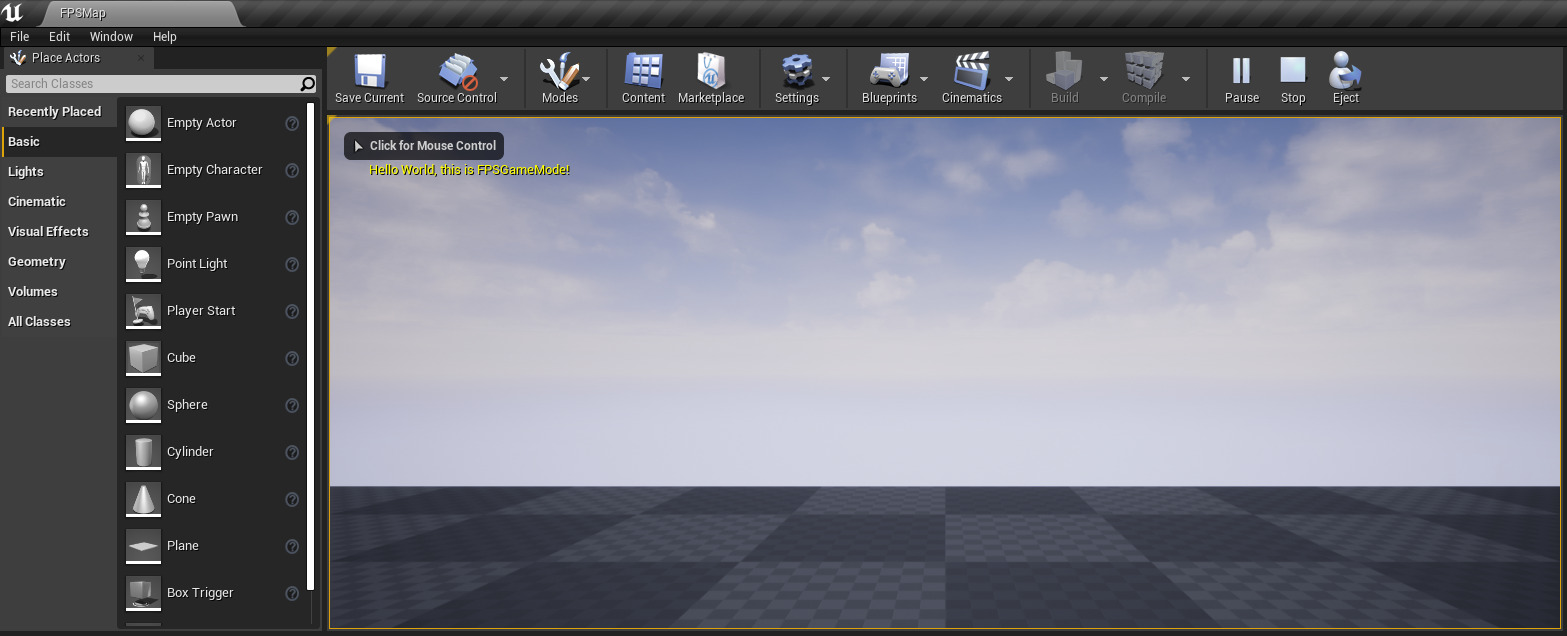 FPSMap
File Edit Window Help
Place Actors
Search Classes
Recently Placed
Basic
Lights
Cinematic
Visual Effects
Geometry
Volumes
All Classes
Empty Actor
Empty Character
Empty Pawn
Point Light
Player Start
Cube
Sphere
Cylinder
Cone
Plane
Box Trigger
Save Current Source Control Modes Content Marketplace Settings Blueprints Cinematics Build Compile Pause Stop Eject
Click for Mouse Control
Hello World, this is FPSGameMode!